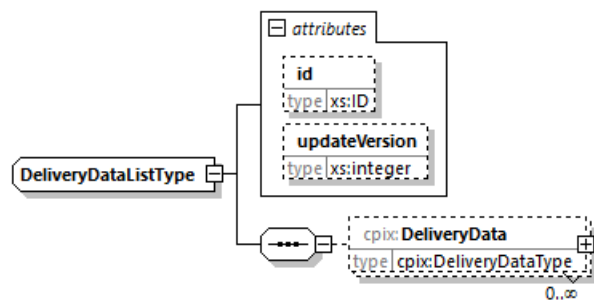 attributes
id
type xs:ID
updateVersion
type xs:integer
DeliveryDataListType
cpix:DeliveryData
type cpix:DeliveryDataType
0..∞